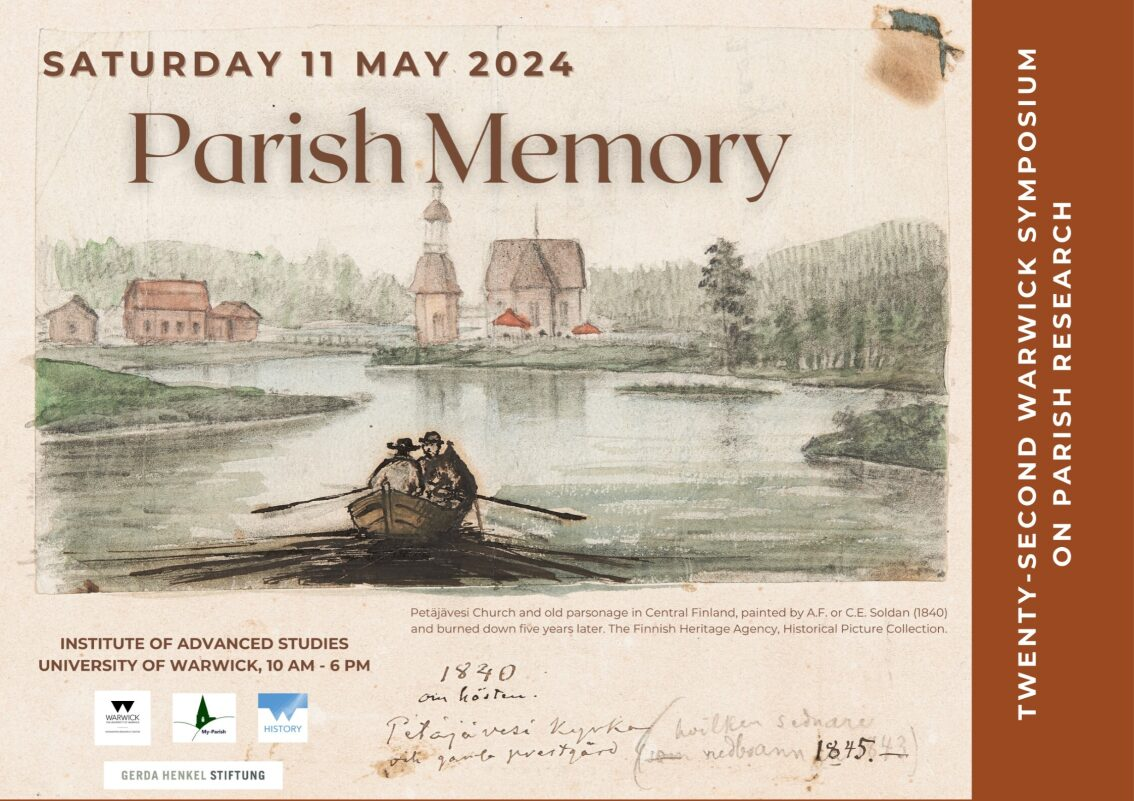 SATURDAY 11 MAY 2024
Parish Memory
Petäjävesi Church and old parsonage in Central Finland, painted by A.F. or C.E. Soldan (1840)
and burned down five years later. The Finnish Heritage Agency, Historical Picture Collection.
INSTITUTE OF ADVANCED STUDIES
UNIVERSITY OF WARWICK, 10 AM - 6 PM
WARWICK
My-Parish
HISTORY
GERDA HENKEL STIFTUNG
1840
om hösten.
Petäjävesi Kyrka
och gamla prestgård
(hvilken sednare
nedbrann 1845.
TWENTY-SECOND WARWICK SYMPOSIUM
ON PARISH RESEARCH